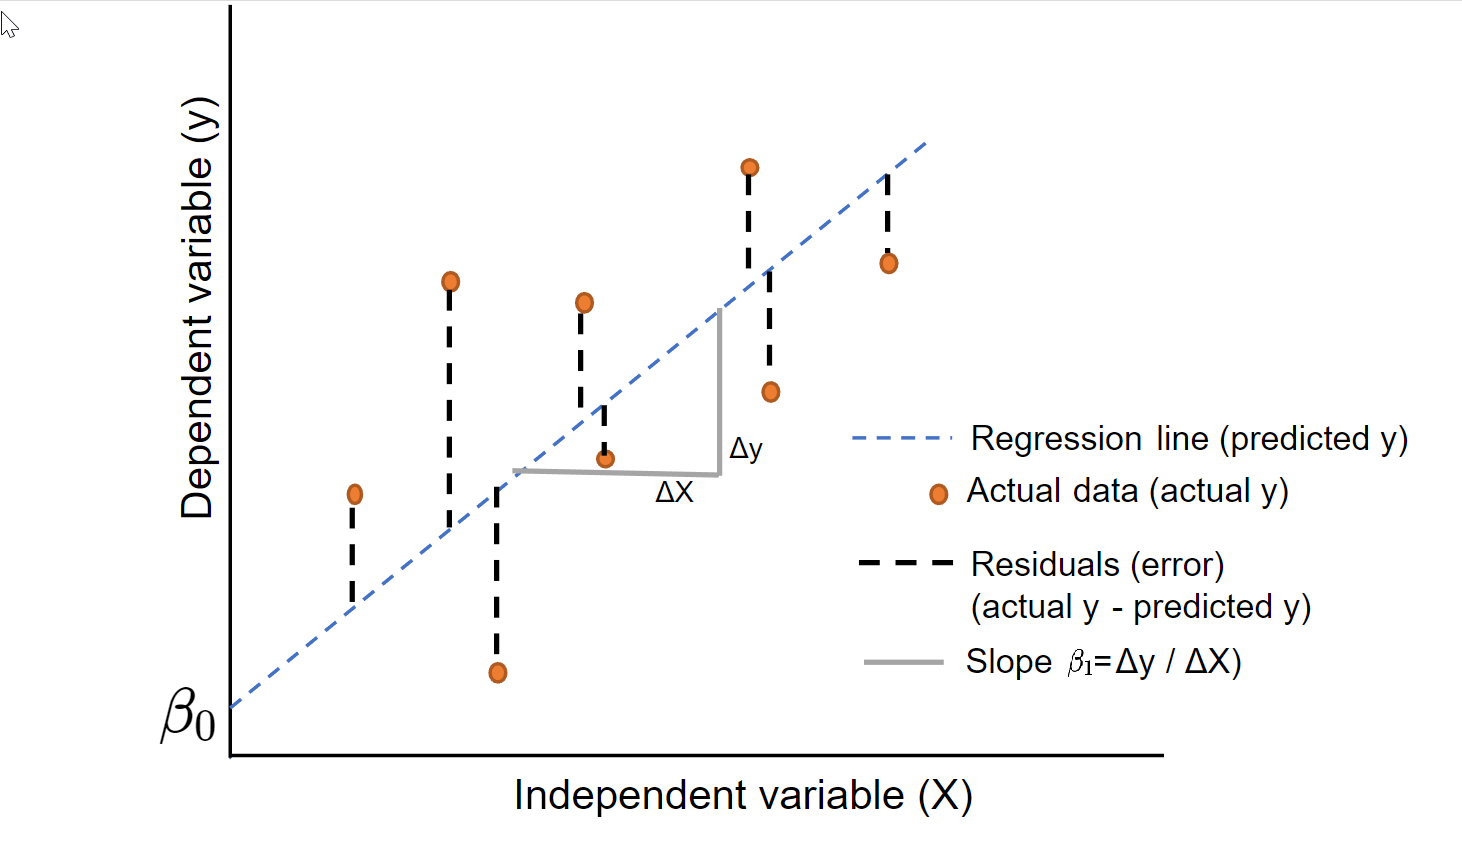 Dependent variable (y)
Δy
ΔX
Regression line (predicted y)
Actual data (actual y)
Residuals (error)
(actual y - predicted y)
Slope β₁=Δy / ΔX)
β₀
Independent variable (X)